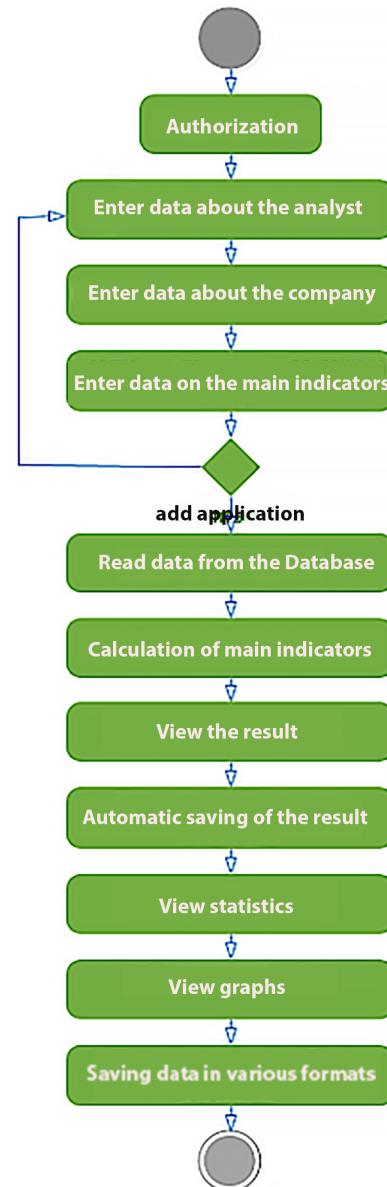 Authorization
Enter data about the analyst
Enter data about the company
Enter data on the main indicators
add application
Read data from the Database
Calculation of main indicators
View the result
Automatic saving of the result
View statistics
View graphs
Saving data in various formats